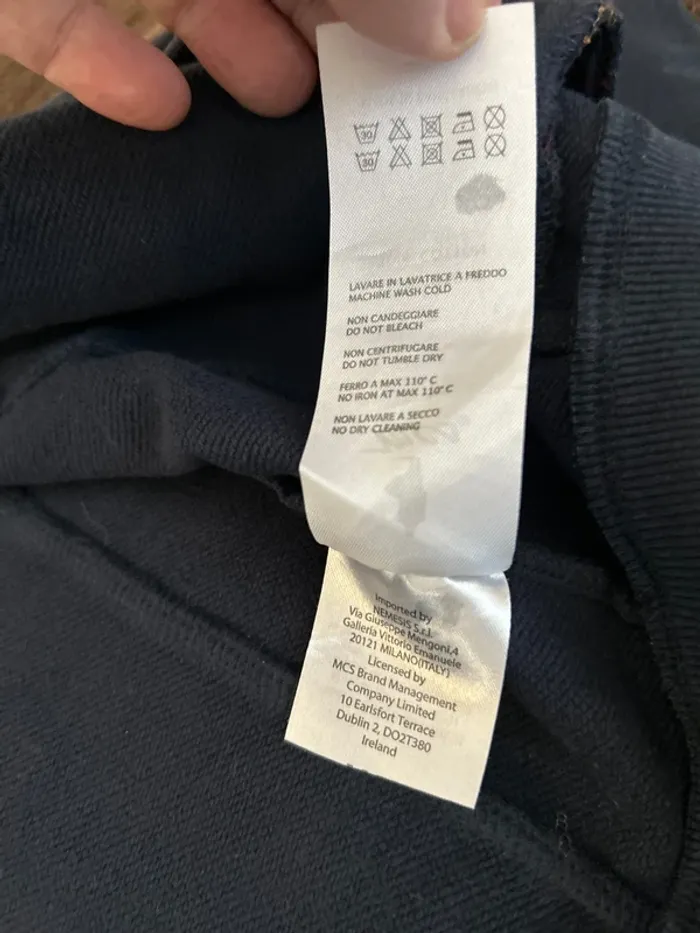 30
30
LAVARE IN LAVATRICE A FREDDO
MACHINE WASH COLD
NON CANDEGGIARE
DO NOT BLEACH
NON CENTRIFUGARE
DO NOT TUMBLE DRY
FERRO A MAX 110° C
NO IRON AT MAX 110° C
NON LAVARE A SECCO
NO DRY CLEANING
Imported by
NEMESIS S.r.l.
Via Giuseppe Mengoni,4
Galleria Vittorio Emanuele
20121 MILANO(ITALY)
Licensed by
MCS Brand Management
Company Limited
10 Earlsfort Terrace
Dublin 2, DO2T380
Ireland